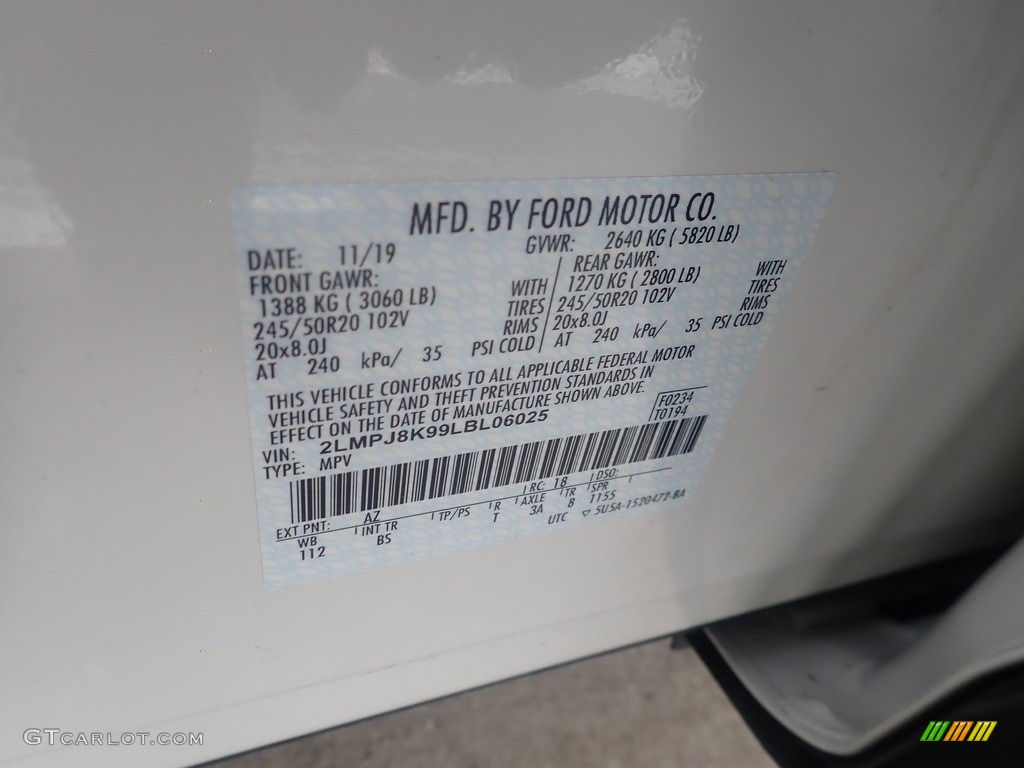 MFD. BY FORD MOTOR CO.
DATE: 11/19 GVWR: 2640 KG ( 5820 LB)
FRONT GAWR: REAR GAWR:
1388 KG ( 3060 LB) WITH 1270 KG ( 2800 LB) WITH
245/50R20 102V TIRES 245/50R20 102V TIRES
20x8.0J RIMS 20x8.0J RIMS
AT 240 kPa/ 35 PSI COLD AT 240 kPa/ 35 PSI COLD
THIS VEHICLE CONFORMS TO ALL APPLICABLE FEDERAL MOTOR
VEHICLE SAFETY AND THEFT PREVENTION STANDARDS IN
EFFECT ON THE DATE OF MANUFACTURE SHOWN ABOVE.
VIN: 2LMPJ8K99LBL06025 F0234
TYPE: MPV T0194
EXT PNT: AZ RC: 18 DSO:
WB INT TR TP/PS R AXLE TR SPR
112 BS T 3A 8 1155
UTC ▽ 5U5A-1520472-BA
GTCARLOT.COM